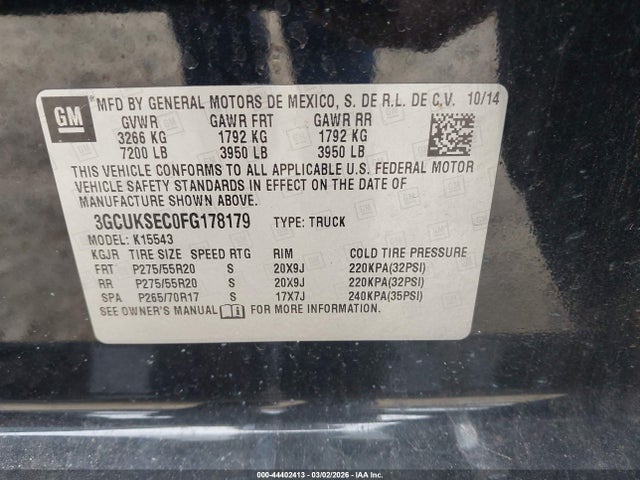 GM
MFD BY GENERAL MOTORS DE MEXICO, S. DE R.L. DE C.V. 10/14
GVWR GAWR FRT GAWR RR
3266 KG 1792 KG 1792 KG
7200 LB 3950 LB 3950 LB
THIS VEHICLE CONFORMS TO ALL APPLICABLE U.S. FEDERAL MOTOR
VEHICLE SAFETY STANDARDS IN EFFECT ON THE DATE OF
MANUFACTURE SHOWN ABOVE.
3GCUKSEC0FG178179 TYPE: TRUCK
MODEL: K15543
KGJR TIRE SIZE SPEED RTG RIM COLD TIRE PRESSURE
FRT P275/55R20 S 20X9J 220KPA(32PSI)
RR P275/55R20 S 20X9J 220KPA(32PSI)
SPA P265/70R17 S 17X7J 240KPA(35PSI)
SEE OWNER'S MANUAL FOR MORE INFORMATION
000-44402413 - 03/02/2026 - IAA Inc.